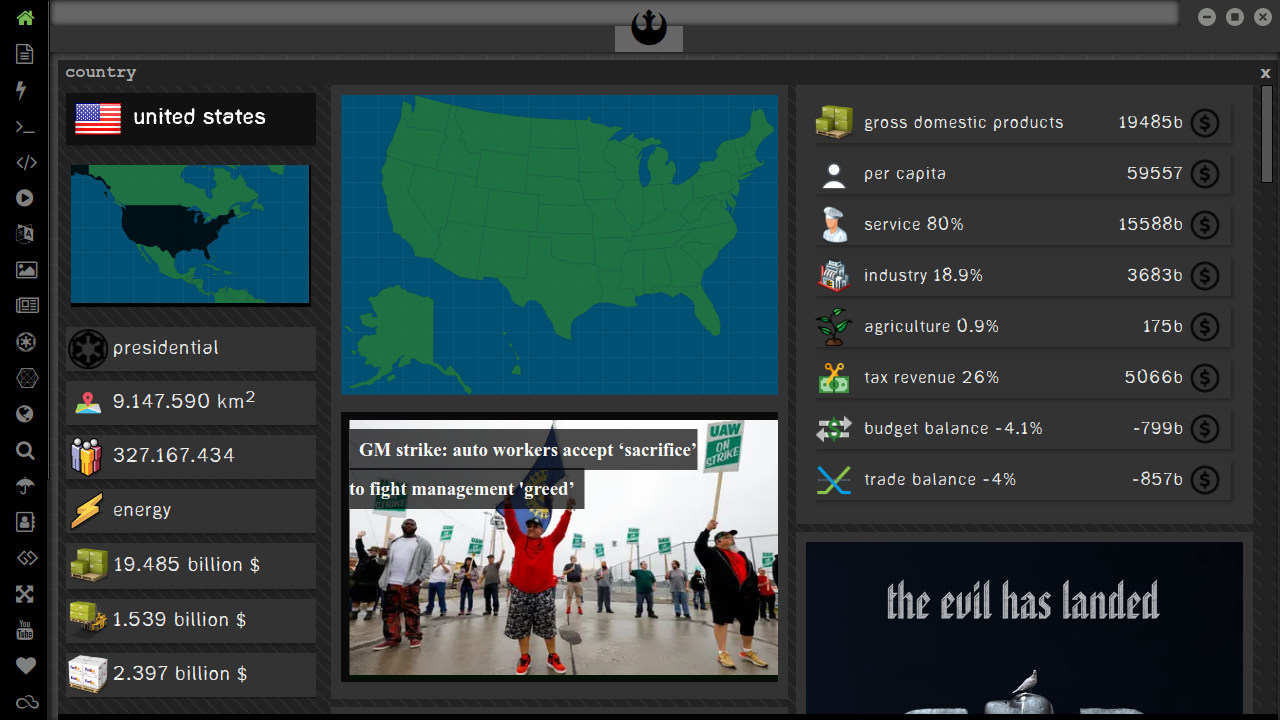 country
x
united states
presidential
9.147.590 km²
327.167.434
energy
19.485 billion $
1.539 billion $
2.397 billion $
GM strike: auto workers accept ‘sacrifice’
to fight management 'greed’
UAW
ON
STRIKE
gross domestic products 19485b $
per capita 59557 $
service 80% 15588b $
industry 18.9% 3683b $
agriculture 0.9% 175b $
tax revenue 26% 5066b $
budget balance -4.1% -799b $
trade balance -4% -857b $
the evil has landed
You
Tube